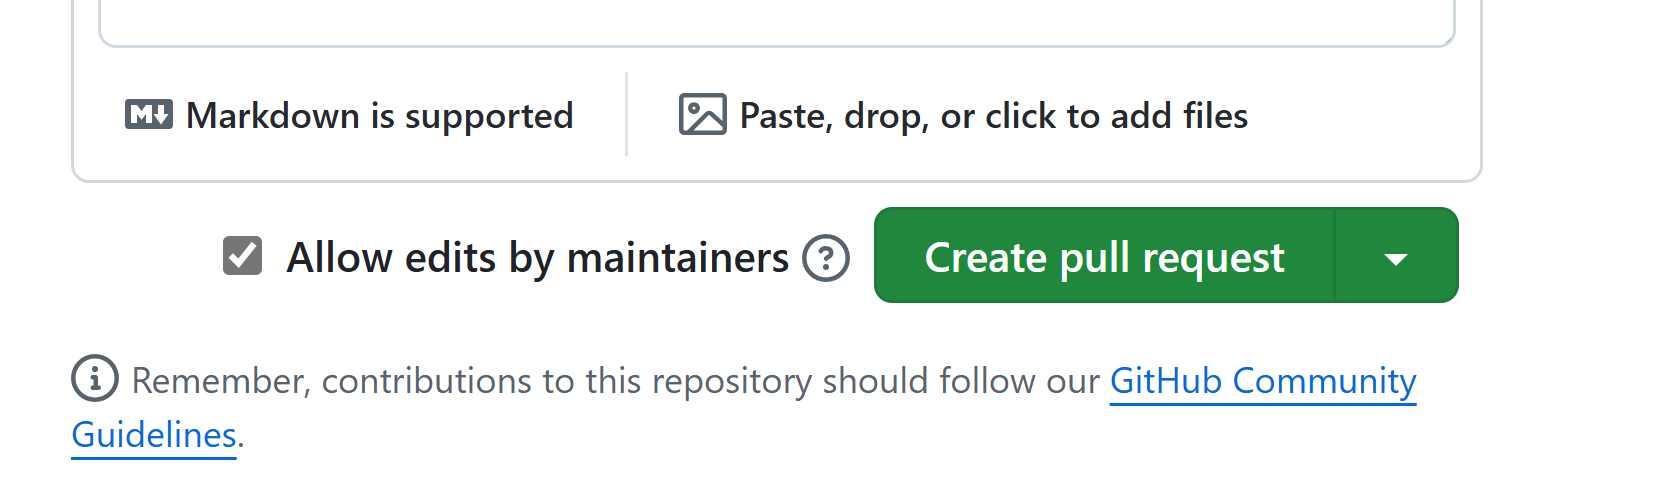 Markdown is supported
Paste, drop, or click to add files
Allow edits by maintainers
Create pull request
Remember, contributions to this repository should follow our GitHub Community
Guidelines.